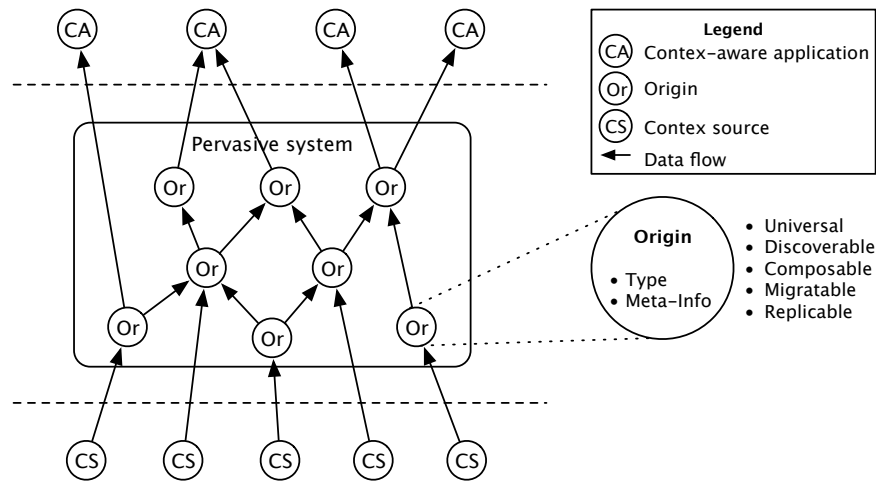 CA CA CA CA
Legend
CA Contex-aware application
Or Origin
CS Contex source
Data flow
Pervasive system
Or Or Or
Or Or
Or Or Or
Origin
• Type
• Meta-Info
• Universal
• Discoverable
• Composable
• Migratable
• Replicable
CS CS CS CS CS